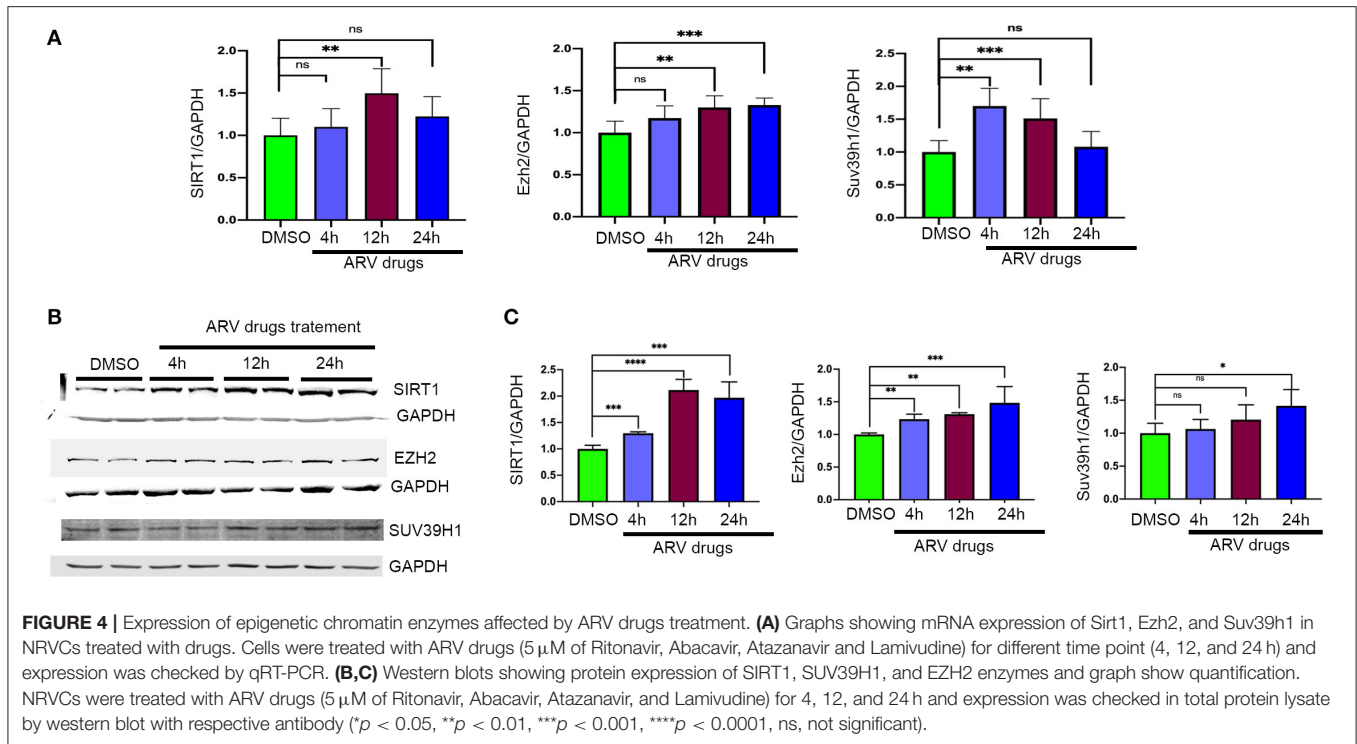 A
ns
**
ns
2.0
1.5
1.0
0.5
0.0
SIRT1/GAPDH
DMSO 4h 12h 24h
ARV drugs
***
**
ns
2.0
1.5
1.0
0.5
0.0
Ezh2/GAPDH
DMSO 4h 12h 24h
ARV drugs
ns
***
**
2.0
1.5
1.0
0.5
0.0
Suv39h1/GAPDH
DMSO 4h 12h 24h
ARV drugs
B
ARV drugs tratement
DMSO 4h 12h 24h
SIRT1
GAPDH
EZH2
GAPDH
SUV39H1
GAPDH
C
***
****
***
2.5
2.0
1.5
1.0
0.5
0.0
SIRT1/GAPDH
DMSO 4h 12h 24h
ARV drugs
***
**
**
2.0
1.5
1.0
0.5
0.0
Ezh2/GAPDH
DMSO 4h 12h 24h
ARV drugs
*
ns
ns
2.0
1.5
1.0
0.5
0.0
Suv39h1/GAPDH
DMSO 4h 12h 24h
ARV drugs
FIGURE 4 | Expression of epigenetic chromatin enzymes affected by ARV drugs treatment. (A) Graphs showing mRNA expression of Sirt1, Ezh2, and Suv39h1 in
NRVCs treated with drugs. Cells were treated with ARV drugs (5 μM of Ritonavir, Abacavir, Atazanavir and Lamivudine) for different time point (4, 12, and 24 h) and
expression was checked by qRT-PCR. (B,C) Western blots showing protein expression of SIRT1, SUV39H1, and EZH2 enzymes and graph show quantification.
NRVCs were treated with ARV drugs (5 μM of Ritonavir, Abacavir, Atazanavir, and Lamivudine) for 4, 12, and 24 h and expression was checked in total protein lysate
by western blot with respective antibody (*p < 0.05, **p < 0.01, ***p < 0.001, ****p < 0.0001, ns, not significant).